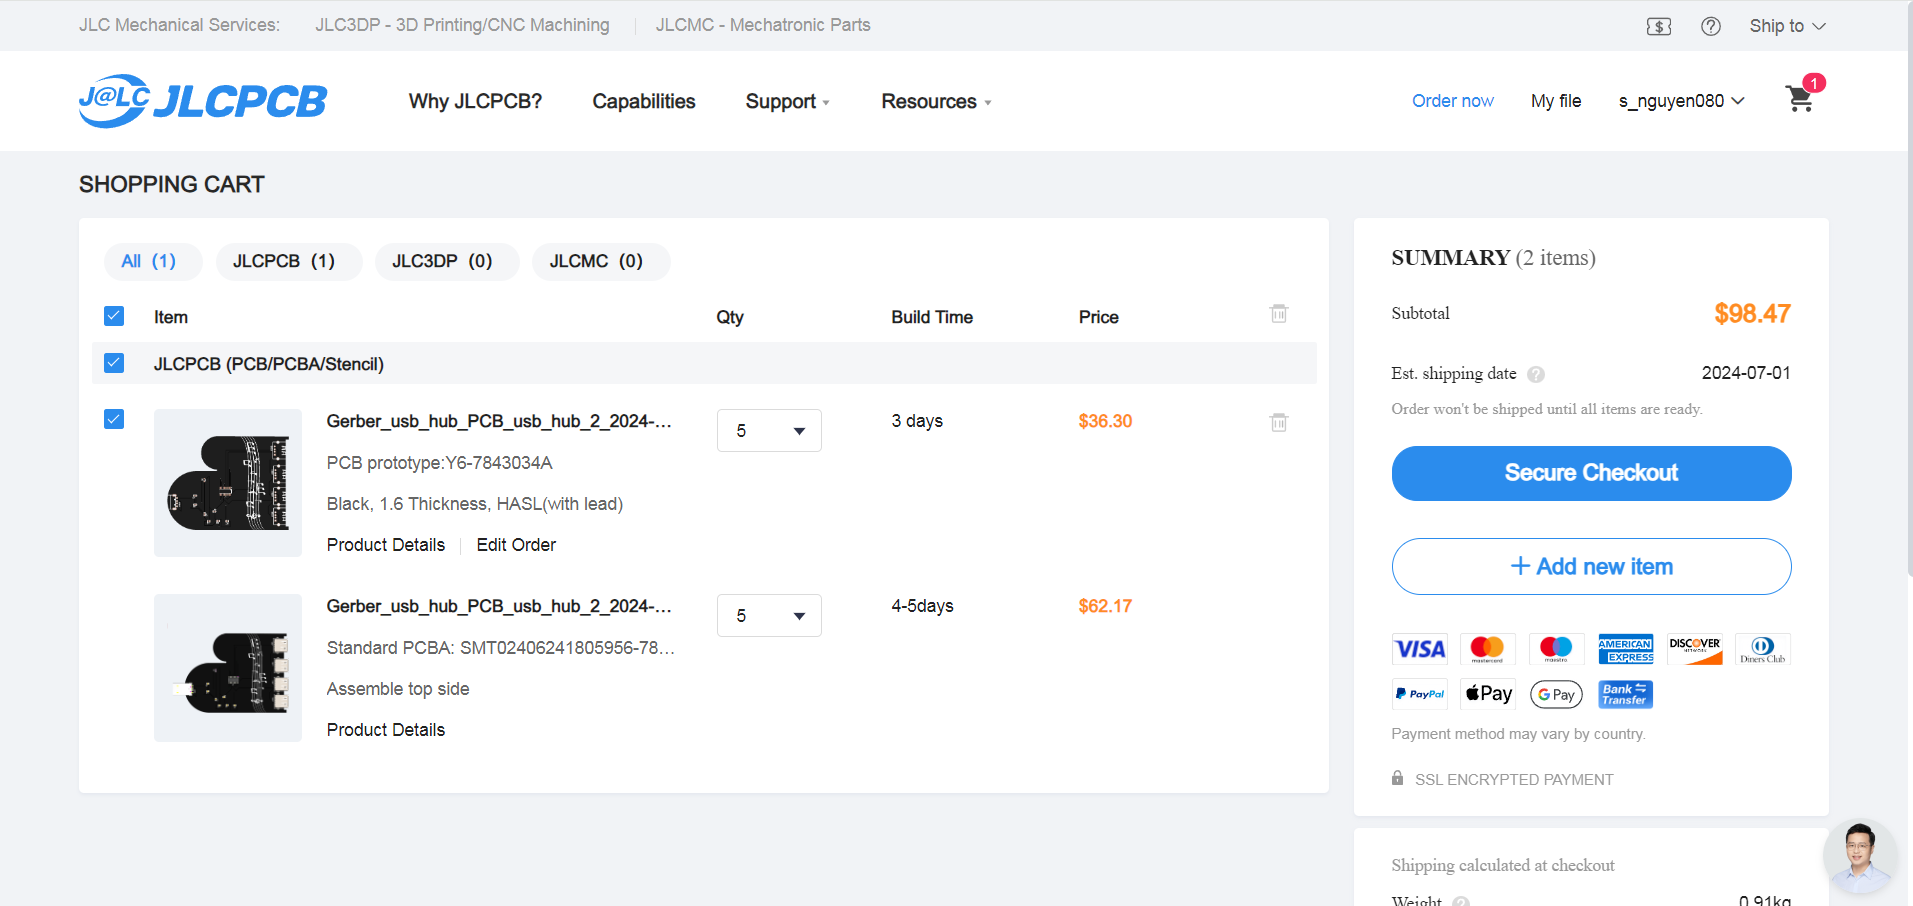 JLC Mechanical Services: JLC3DP - 3D Printing/CNC Machining JLCMC - Mechatronic Parts
Ship to
J@LC JLCPCB Why JLCPCB? Capabilities Support Resources Order now My file s_nguyen080 1
SHOPPING CART
All (1) JLCPCB (1) JLC3DP (0) JLCMC (0)
Item Qty Build Time Price
JLCPCB (PCB/PCBA/Stencil)
Gerber_usb_hub_PCB_usb_hub_2_2024-... 5 3 days $36.30
PCB prototype:Y6-7843034A
Black, 1.6 Thickness, HASL(with lead)
Product Details Edit Order
Gerber_usb_hub_PCB_usb_hub_2_2024-... 5 4-5days $62.17
Standard PCBA: SMT02406241805956-78...
Assemble top side
Product Details
SUMMARY (2 items)
Subtotal $98.47
Est. shipping date ? 2024-07-01
Order won't be shipped until all items are ready.
Secure Checkout
+ Add new item
VISA mastercard maestro AMERICAN EXPRESS DISCOVER NETWORK Diners Club
PayPal Pay G Pay Bank Transfer
Payment method may vary by country.
SSL ENCRYPTED PAYMENT
Shipping calculated at checkout
Weight ? 0.91kg